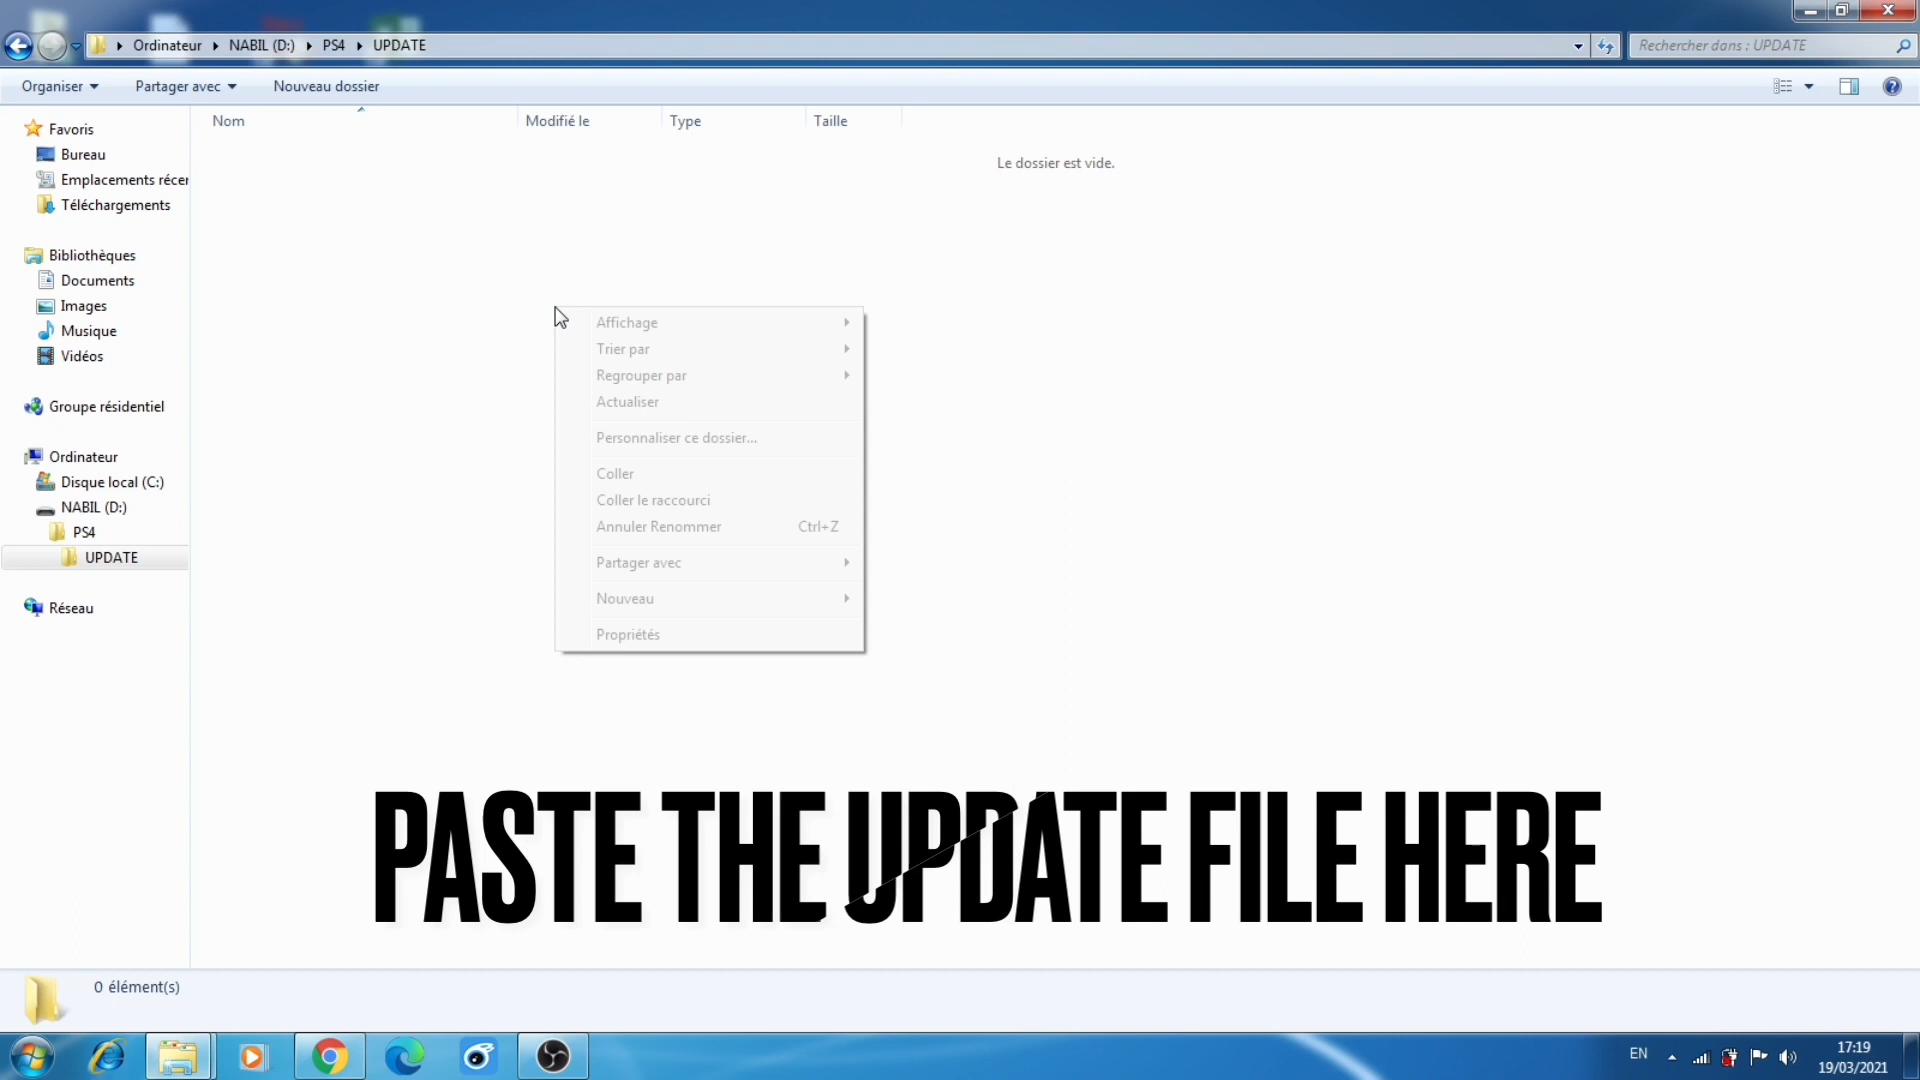 Ordinateur NABIL (D:) PS4 UPDATE
Rechercher dans : UPDATE
Organiser Partager avec Nouveau dossier
Nom Modifié le Type Taille
Le dossier est vide.
Favoris
Bureau
Emplacements récer
Téléchargements
Bibliothèques
Documents
Images
Musique
Vidéos
Groupe résidentiel
Ordinateur
Disque local (C:)
NABIL (D:)
PS4
UPDATE
Réseau
Affichage
Trier par
Regrouper par
Actualiser
Personnaliser ce dossier...
Coller
Coller le raccourci
Annuler Renommer Ctrl+Z
Partager avec
Nouveau
Propriétés
PASTE THE UPDATE FILE HERE
0 élément(s)
EN
17:19
19/03/2021